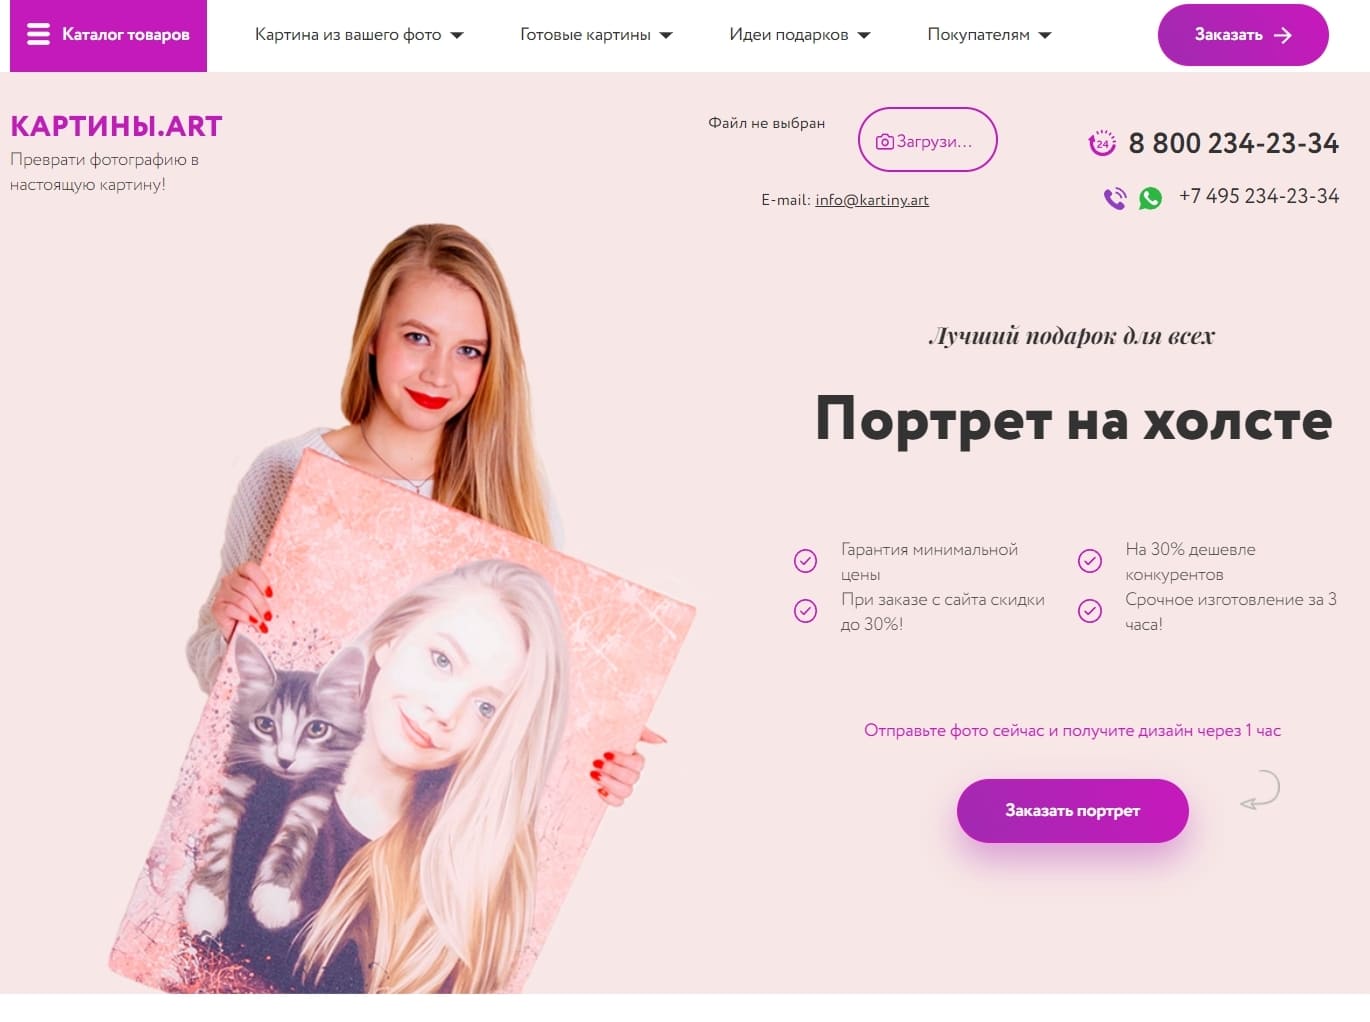 Каталог товаров
Картина из вашего фото
Готовые картины
Идеи подарков
Покупателям
Заказать
КАРТИНЫ.ART
Преврати фотографию в
настоящую картину!
Файл не выбран
Загрузи...
E-mail: info@kartiny.art
24
8 800 234-23-34
+7 495 234-23-34
Лучший подарок для всех
Портрет на холсте
Гарантия минимальной
цены
На 30% дешевле
конкурентов
При заказе с сайта скидки
до 30%!
Срочное изготовление за 3
часа!
Отправьте фото сейчас и получите дизайн через 1 час
Заказать портрет